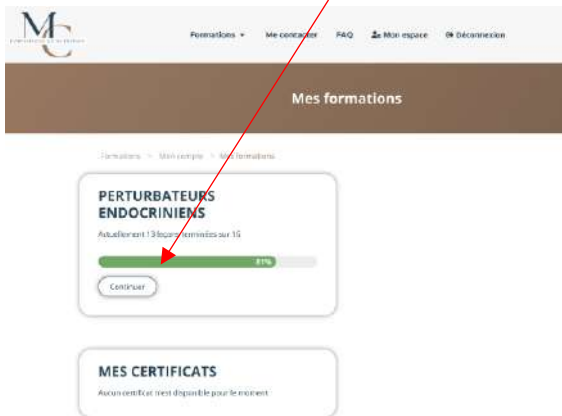 MC
Formations Me contacter FAQ Mon espace Déconnexion
Mes formations
Formations > Mon compte > Mes formations
PERTURBATEURS
ENDOCRINIENS
Actuellement 13 leçons terminées sur 16
81%
Continuer
MES CERTIFICATS
Aucun certificat n'est disponible pour le moment